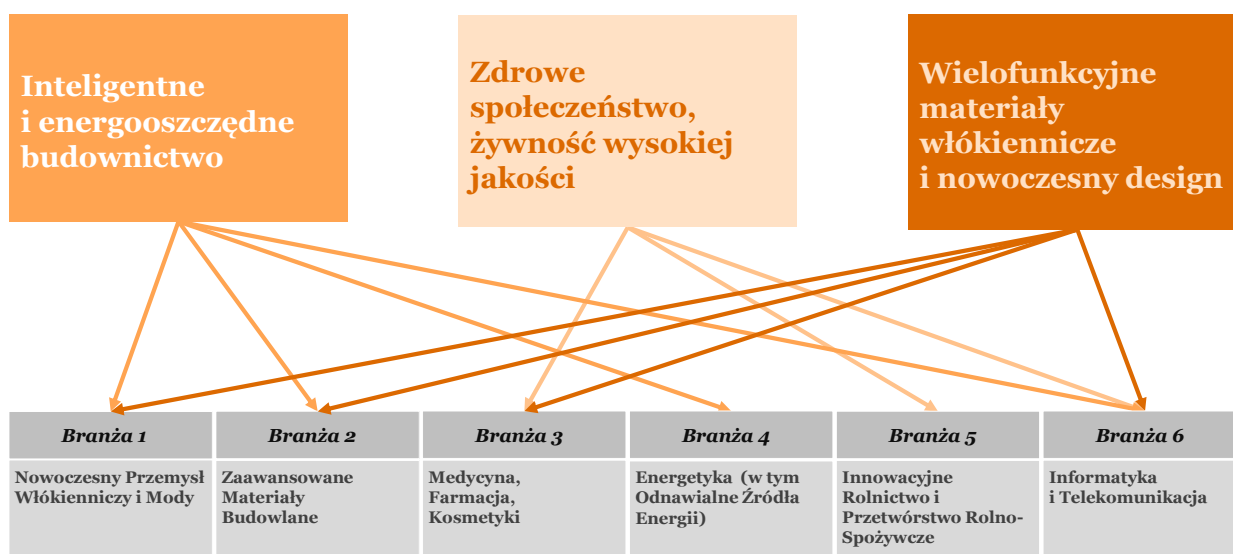 Inteligentne
i energooszczędne
budownictwo
Zdrowe
społeczeństwo,
żywność wysokiej
jakości
Wielofunkcyjne
materiały
włókiennicze
i nowoczesny design
Branża 1
Branża 2
Branża 3
Branża 4
Branża 5
Branża 6
Nowoczesny Przemysł
Włókienniczy i Mody
Zaawansowane
Materiały
Budowlane
Medycyna,
Farmacja,
Kosmetyki
Energetyka (w tym
Odnawialne Źródła
Energii)
Innowacyjne
Rolnictwo i
Przetwórstwo Rolno-
Spożywcze
Informatyka
i Telekomunikacja